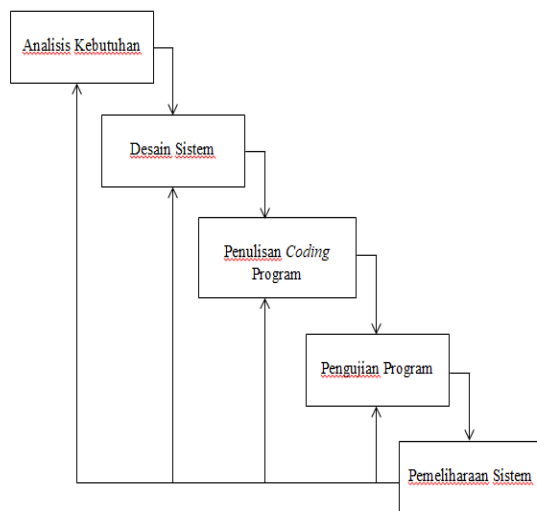 Analisis Kebutuhan
Desain Sistem
Penulisan Coding
Program
Pengujian Program
Pemeliharaan Sistem